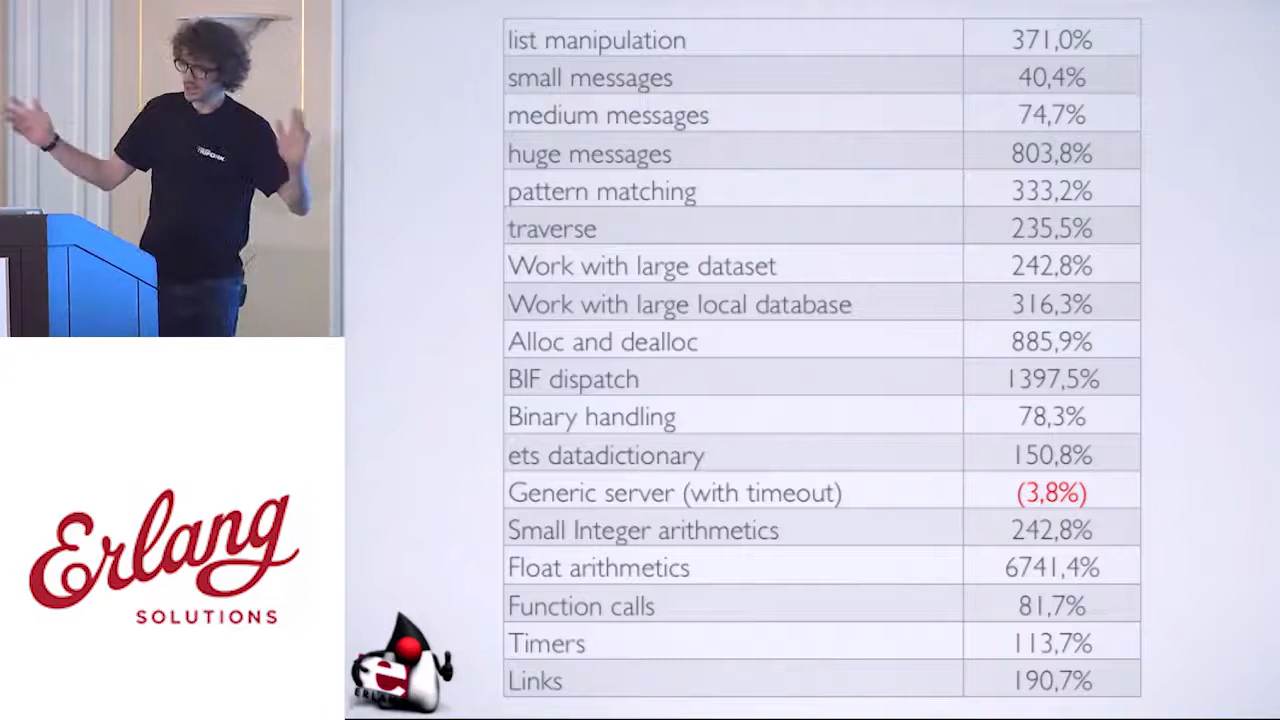 list manipulation 371,0%
small messages 40,4%
medium messages 74,7%
huge messages 803,8%
pattern matching 333,2%
traverse 235,5%
Work with large dataset 242,8%
Work with large local database 316,3%
Alloc and dealloc 885,9%
BIF dispatch 1397,5%
Binary handling 78,3%
ets datadictionary 150,8%
Generic server (with timeout) (3,8%)
Small Integer arithmetics 242,8%
Float arithmetics 6741,4%
Function calls 81,7%
Timers 113,7%
Links 190,7%
Erlang
SOLUTIONS
e